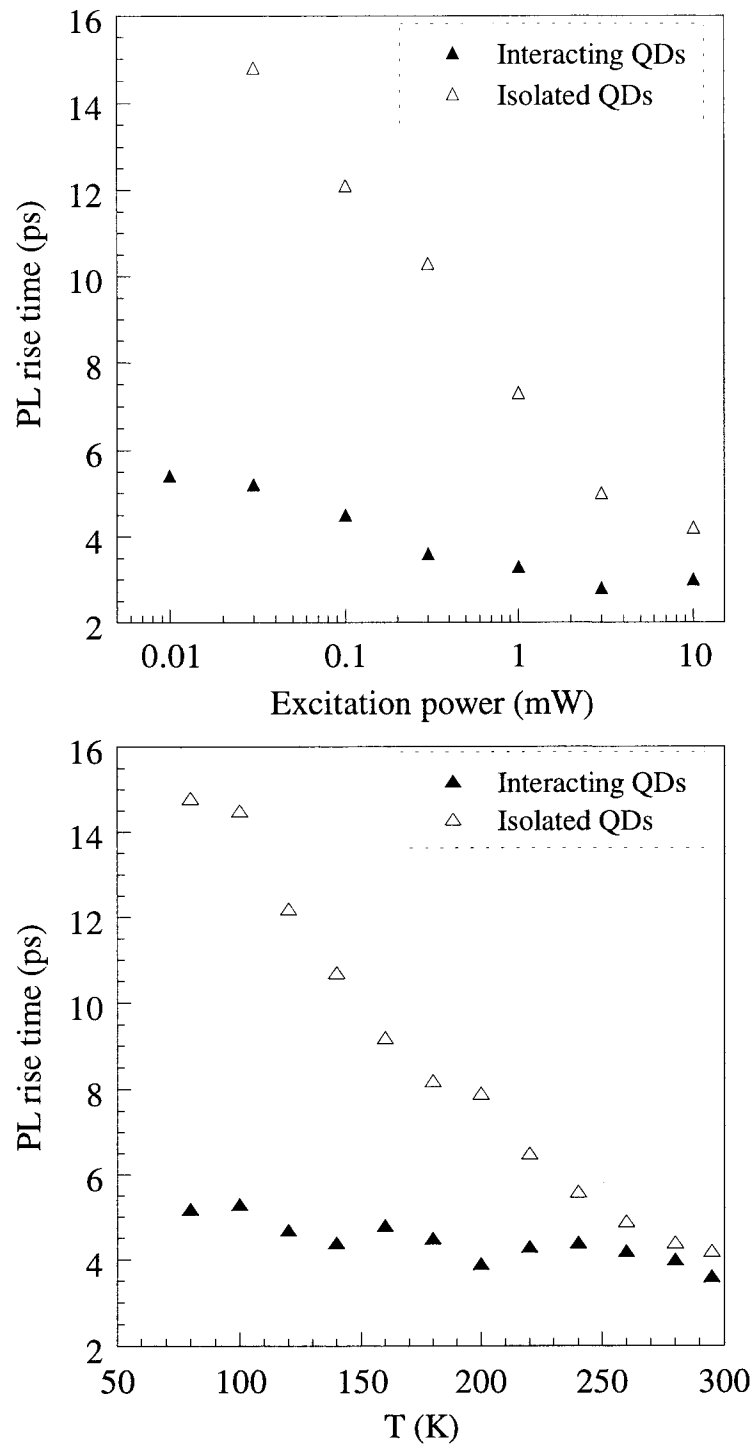 16
14
12
10
8
6
4
2
PL rise time (ps)
▲ Interacting QDs
△ Isolated QDs
0.01 0.1 1 10
Excitation power (mW)
16
14
12
10
8
6
4
2
PL rise time (ps)
▲ Interacting QDs
△ Isolated QDs
50 100 150 200 250 300
T (K)